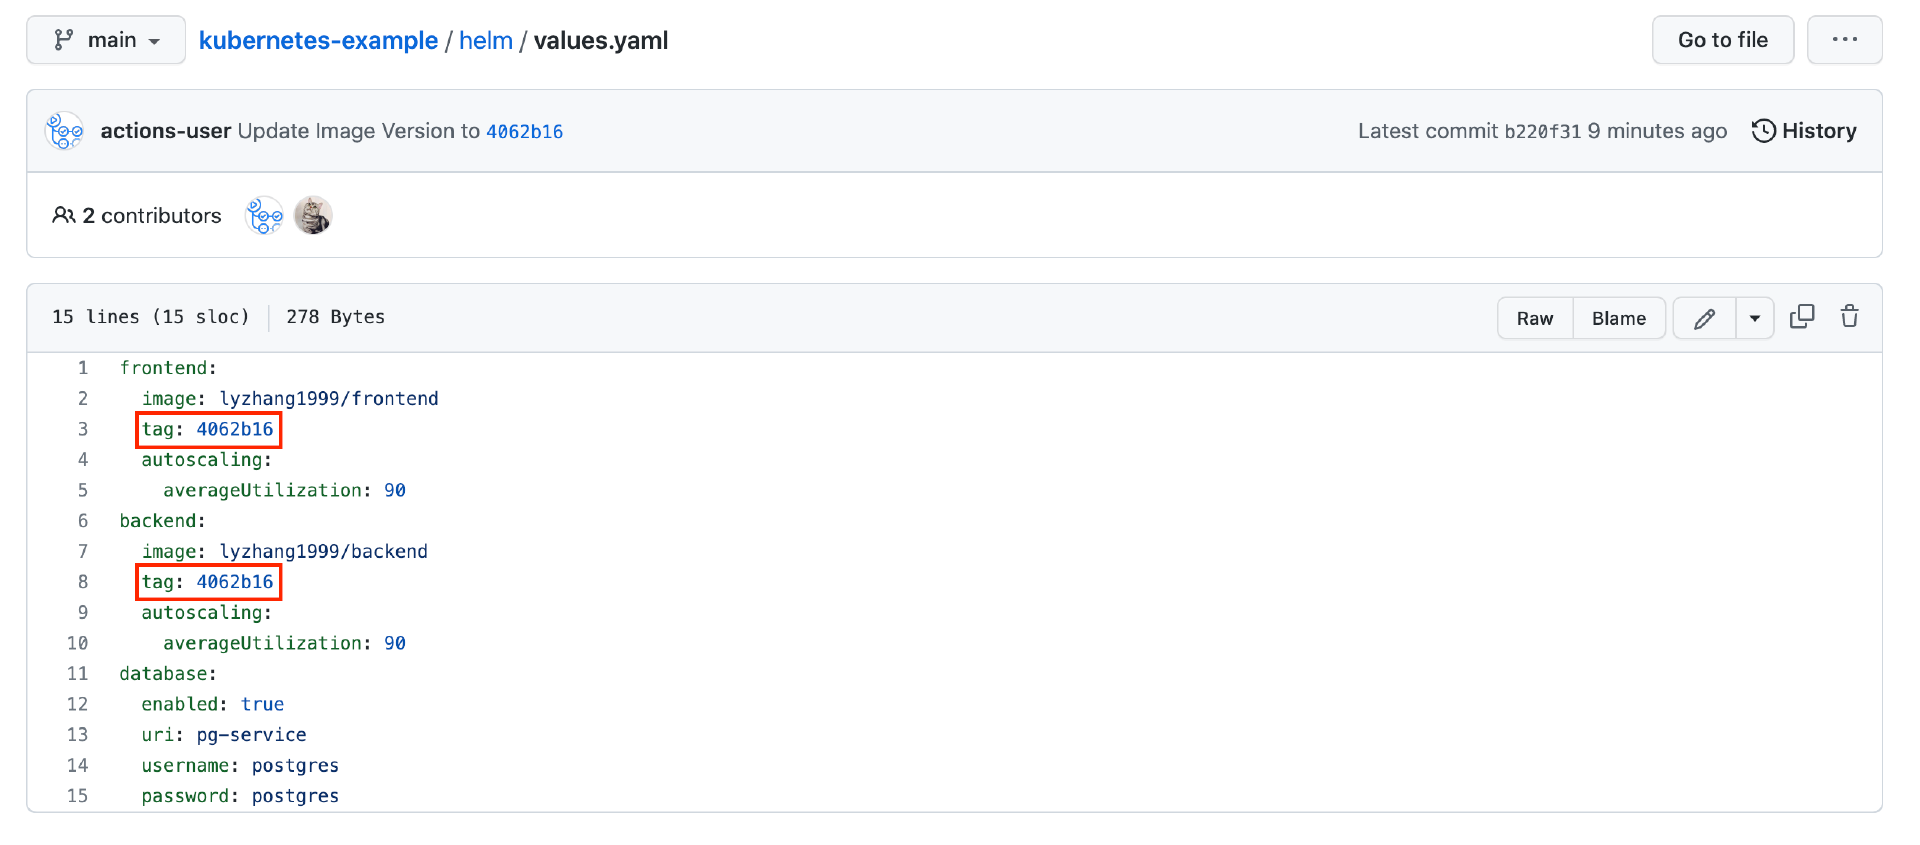 main kubernetes-example / helm / values.yaml Go to file ...
actions-user Update Image Version to 4062b16 Latest commit b220f31 9 minutes ago History
2 contributors
15 lines (15 sloc) 278 Bytes Raw Blame
1 frontend:
2   image: lyzhang1999/frontend
3   tag: 4062b16
4   autoscaling:
5     averageUtilization: 90
6 backend:
7   image: lyzhang1999/backend
8   tag: 4062b16
9   autoscaling:
10     averageUtilization: 90
11 database:
12   enabled: true
13   uri: pg-service
14   username: postgres
15   password: postgres